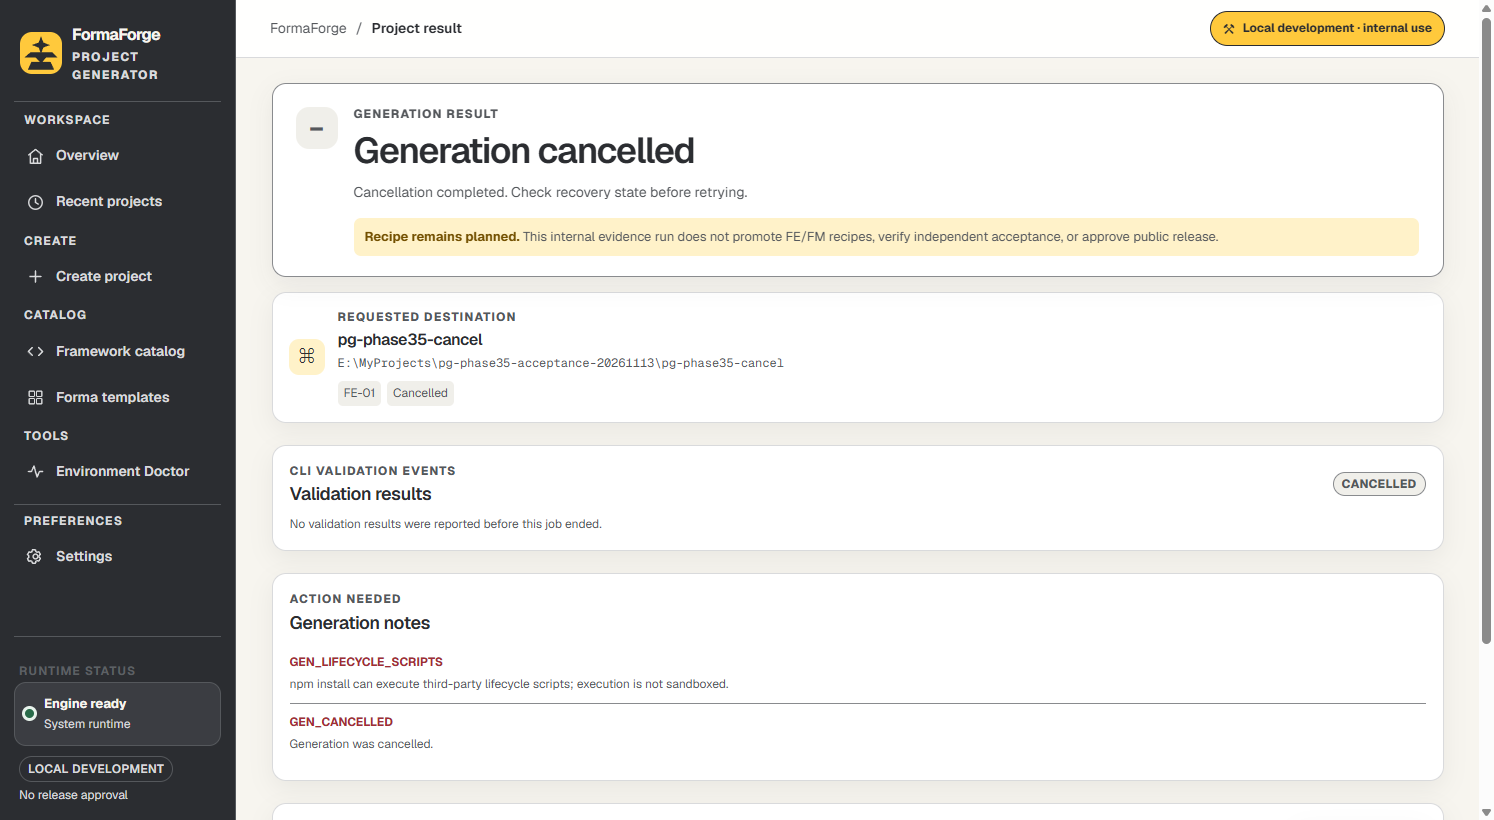 FormaForge
PROJECT
GENERATOR
WORKSPACE
Overview
Recent projects
CREATE
Create project
CATALOG
Framework catalog
Forma templates
TOOLS
Environment Doctor
PREFERENCES
Settings
RUNTIME STATUS
Engine ready
System runtime
LOCAL DEVELOPMENT
No release approval
FormaForge / Project result
Local development · internal use
GENERATION RESULT
Generation cancelled
Cancellation completed. Check recovery state before retrying.
Recipe remains planned. This internal evidence run does not promote FE/FM recipes, verify independent acceptance, or approve public release.
REQUESTED DESTINATION
pg-phase35-cancel
E:\MyProjects\pg-phase35-acceptance-20261113\pg-phase35-cancel
FE-01 Cancelled
CLI VALIDATION EVENTS
Validation results
CANCELLED
No validation results were reported before this job ended.
ACTION NEEDED
Generation notes
GEN_LIFECYCLE_SCRIPTS
npm install can execute third-party lifecycle scripts; execution is not sandboxed.
GEN_CANCELLED
Generation was cancelled.